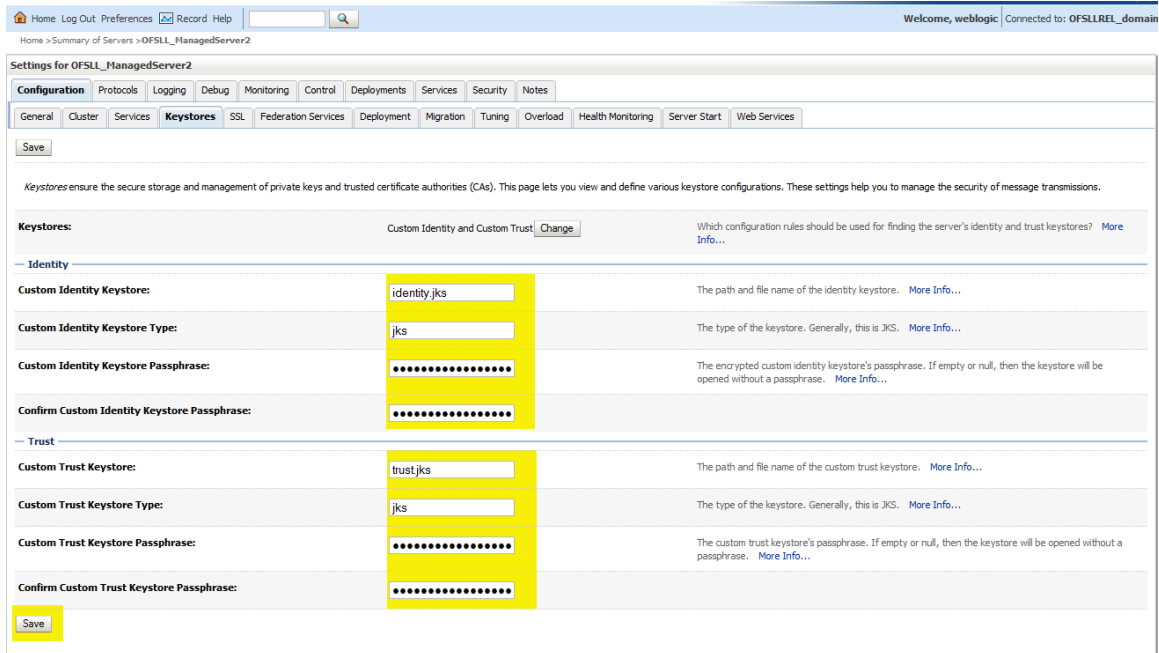 Home Log Out Preferences Record Help
Welcome, weblogic Connected to: OFSLLREL_domain
Home >Summary of Servers >OFSLL_ManagedServer2
Settings for OFSLL_ManagedServer2
Configuration Protocols Logging Debug Monitoring Control Deployments Services Security Notes
General Cluster Services Keystores SSL Federation Services Deployment Migration Tuning Overload Health Monitoring Server Start Web Services
Save
Keystores ensure the secure storage and management of private keys and trusted certificate authorities (CAs). This page lets you view and define various keystore configurations. These settings help you to manage the security of message transmissions.
Keystores: Custom Identity and Custom Trust Change Which configuration rules should be used for finding the server's identity and trust keystores? More
Info...
Identity
Custom Identity Keystore: identity.jks The path and file name of the identity keystore. More Info...
Custom Identity Keystore Type: jks The type of the keystore. Generally, this is JKS. More Info...
Custom Identity Keystore Passphrase: ●●●●●●●●●●●●●●●●● The encrypted custom identity keystore's passphrase. If empty or null, then the keystore will be
opened without a passphrase. More Info...
Confirm Custom Identity Keystore Passphrase: ●●●●●●●●●●●●●●●●●
Trust
Custom Trust Keystore: trust.jks The path and file name of the custom trust keystore. More Info...
Custom Trust Keystore Type: jks The type of the keystore. Generally, this is JKS. More Info...
Custom Trust Keystore Passphrase: ●●●●●●●●●●●●●●●●● The custom trust keystore's passphrase. If empty or null, then the keystore will be opened without a
passphrase. More Info...
Confirm Custom Trust Keystore Passphrase: ●●●●●●●●●●●●●●●●●
Save